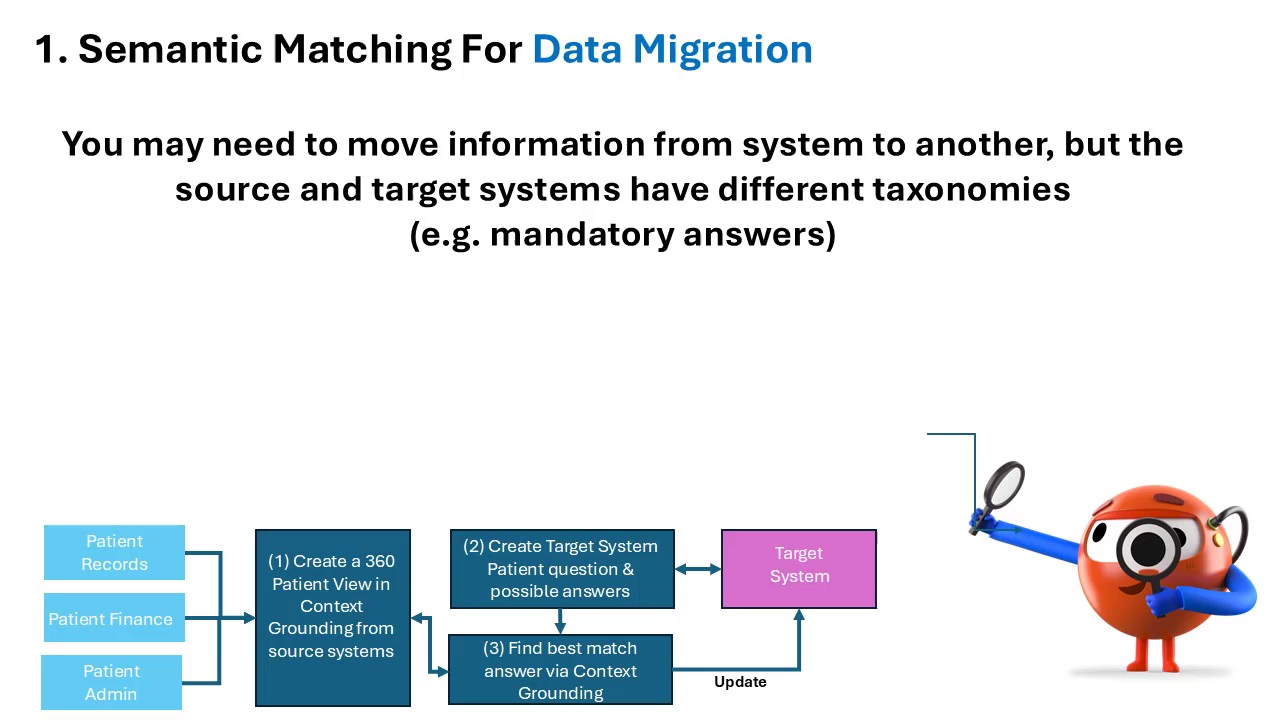 1. Semantic Matching For Data Migration
You may need to move information from system to another, but the
source and target systems have different taxonomies
(e.g. mandatory answers)
Patient
Records
Patient Finance
Patient
Admin
(1) Create a 360
Patient View in
Context
Grounding from
source systems
(2) Create Target System
Patient question &
possible answers
(3) Find best match
answer via Context
Grounding
Target
System
Update